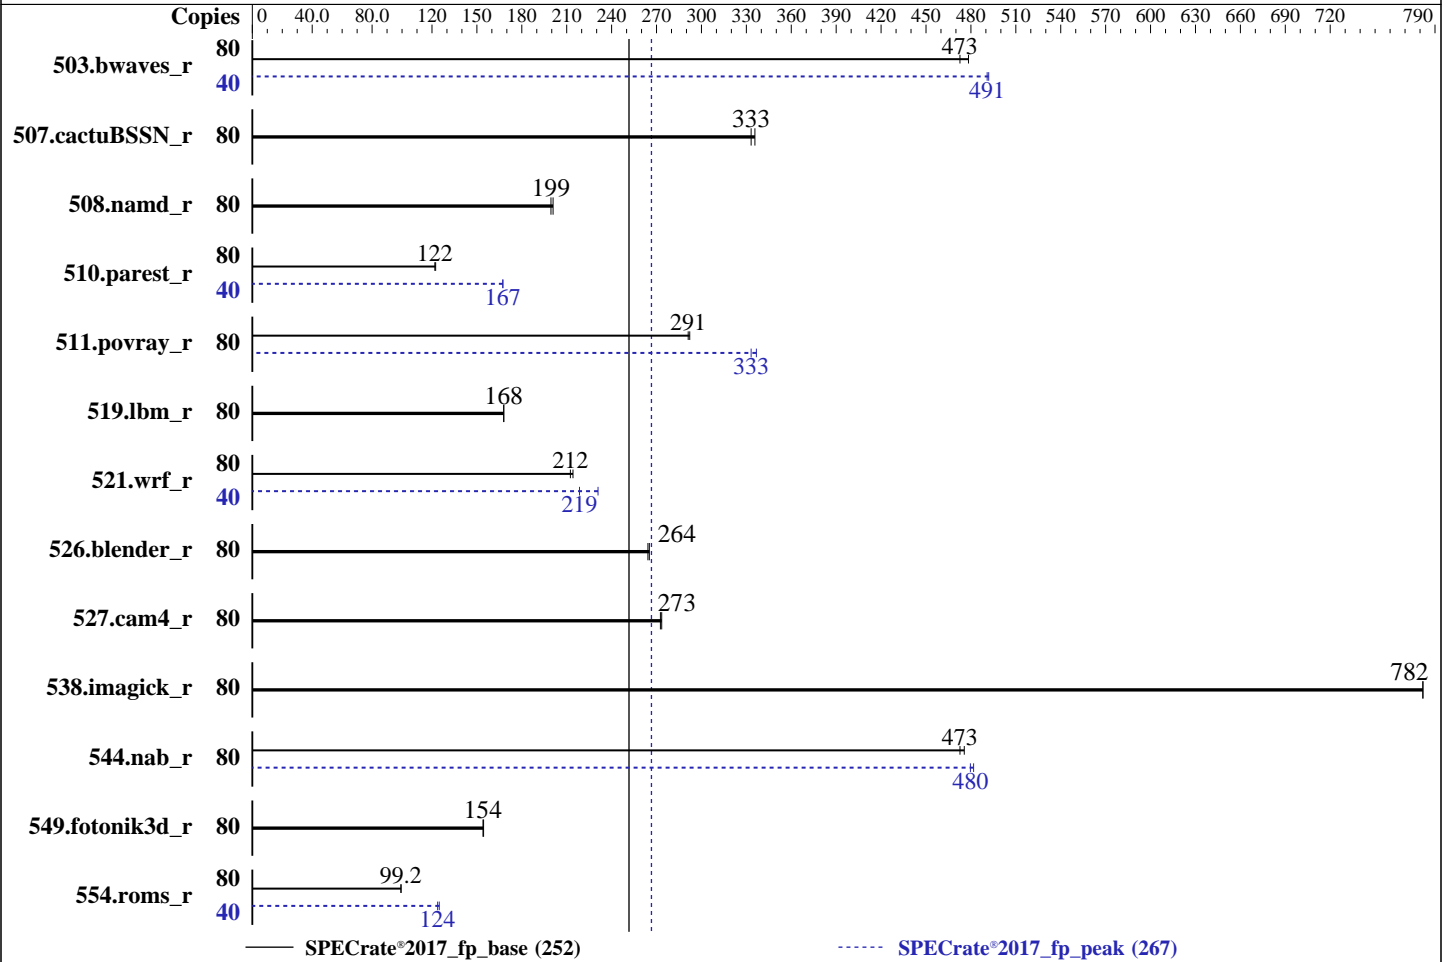 Copies 0 40.0 80.0 120 150 180 210 240 270 300 330 360 390 420 450 480 510 540 570 600 630 660 690 720 790
503.bwaves_r 80 473
40 491
507.cactuBSSN_r 80 333
508.namd_r 80 199
510.parest_r 80 122
40 167
511.povray_r 80 291
333
519.lbm_r 80 168
521.wrf_r 80 212
40 219
526.blender_r 80 264
527.cam4_r 80 273
538.imagick_r 80 782
544.nab_r 80 473
480
549.fotonik3d_r 80 154
554.roms_r 80 99.2
40 124
SPECrate®2017_fp_base (252) SPECrate®2017_fp_peak (267)